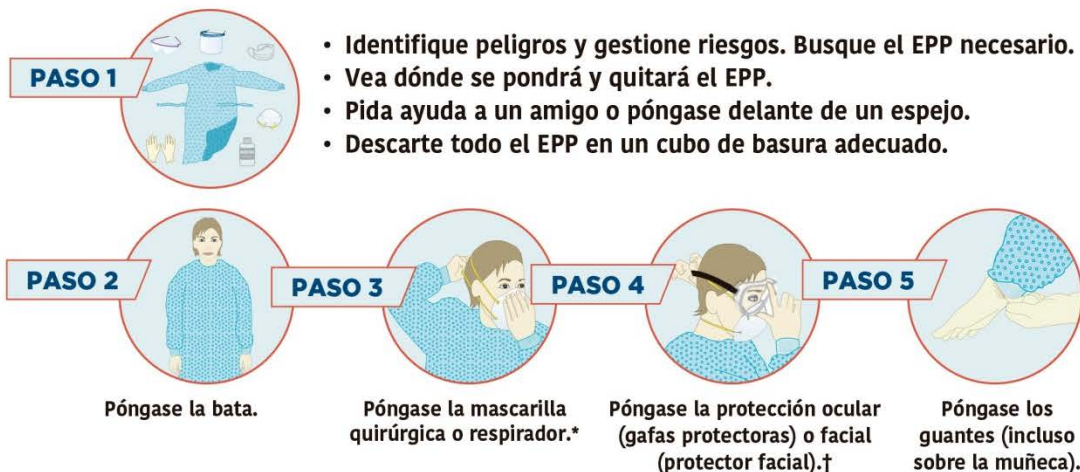 PASO 1
• Identifique peligros y gestione riesgos. Busque el EPP necesario.
• Vea dónde se pondrá y quitará el EPP.
• Pida ayuda a un amigo o póngase delante de un espejo.
• Descarte todo el EPP en un cubo de basura adecuado.
PASO 2
Póngase la bata.
PASO 3
Póngase la mascarilla
quirúrgica o respirador.*
PASO 4
Póngase la protección ocular
(gafas protectoras) o facial
(protector facial).†
PASO 5
Póngase los
guantes (incluso
sobre la muñeca).